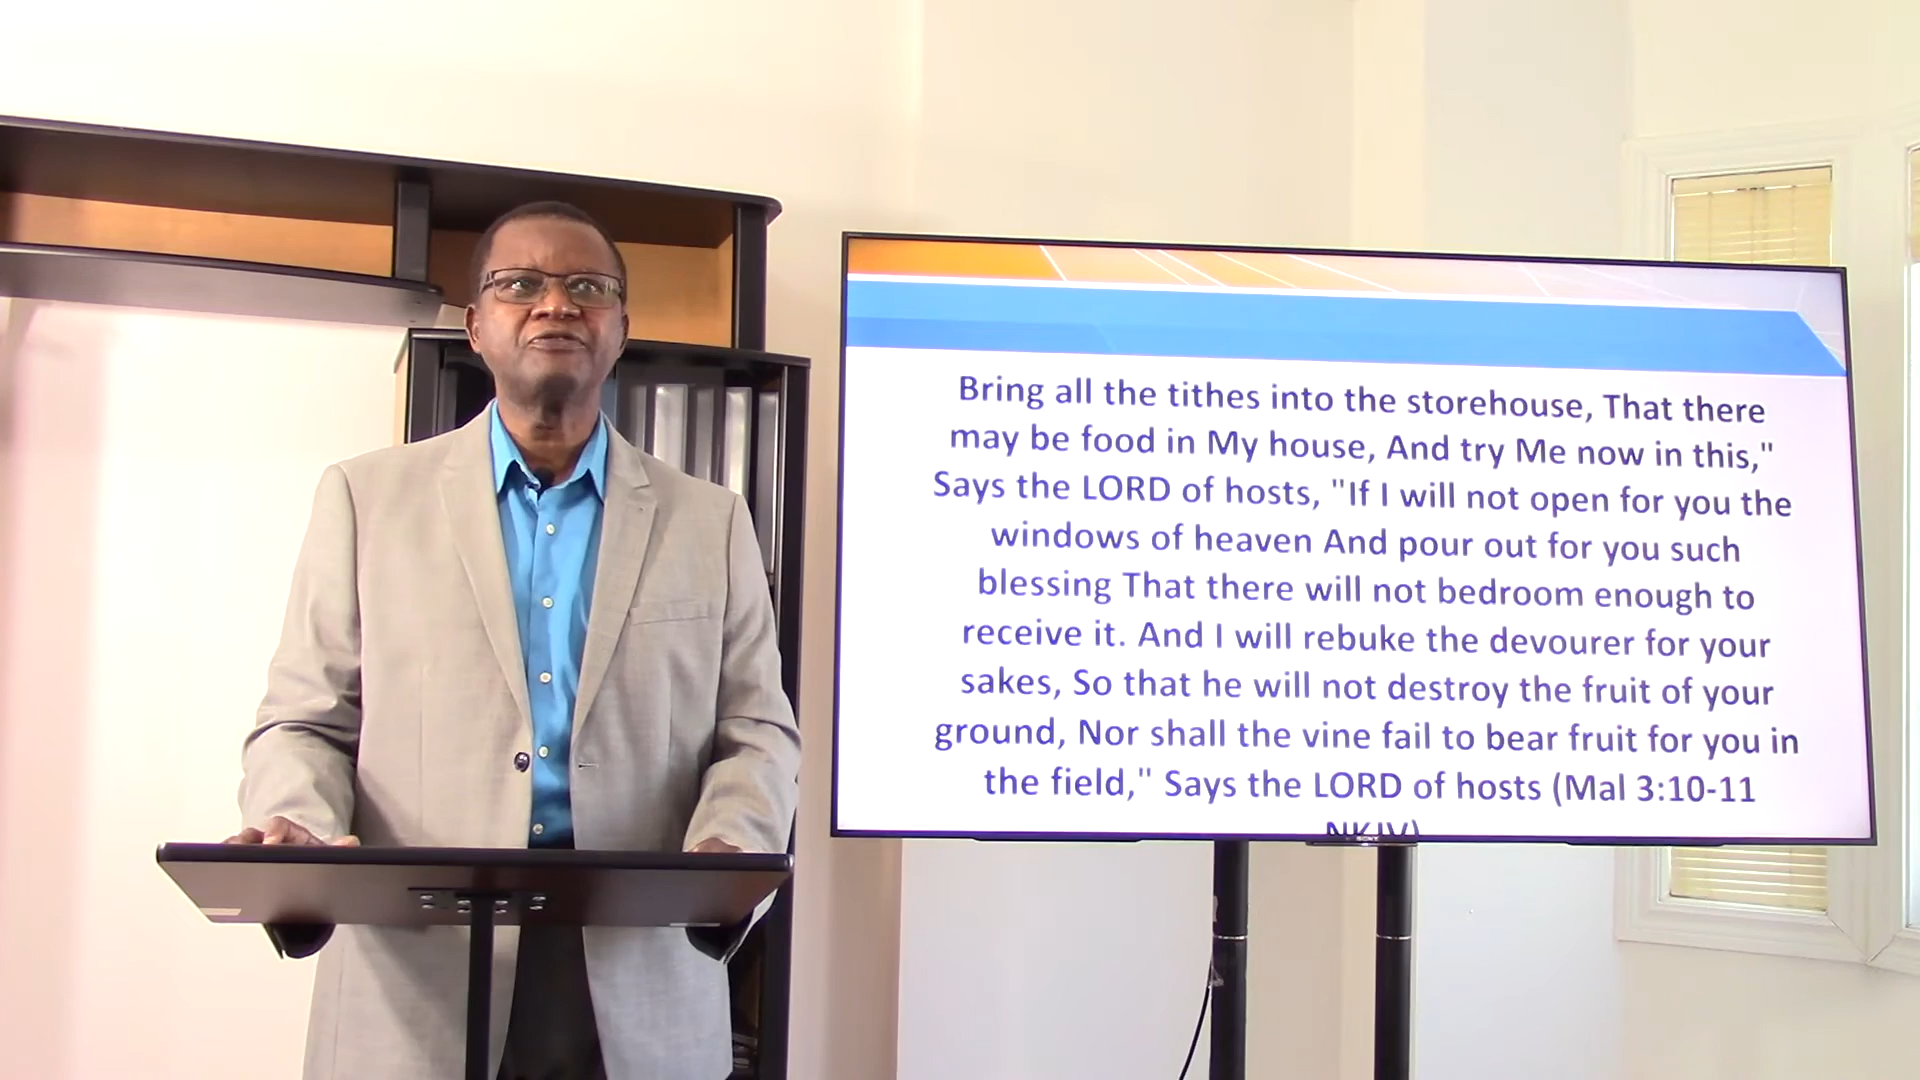 Bring all the tithes into the storehouse, That there
may be food in My house, And try Me now in this,"
Says the LORD of hosts, "If I will not open for you the
windows of heaven And pour out for you such
blessing That there will not bedroom enough to
receive it. And I will rebuke the devourer for your
sakes, So that he will not destroy the fruit of your
ground, Nor shall the vine fail to bear fruit for you in
the field," Says the LORD of hosts (Mal 3:10-11
NKJV)